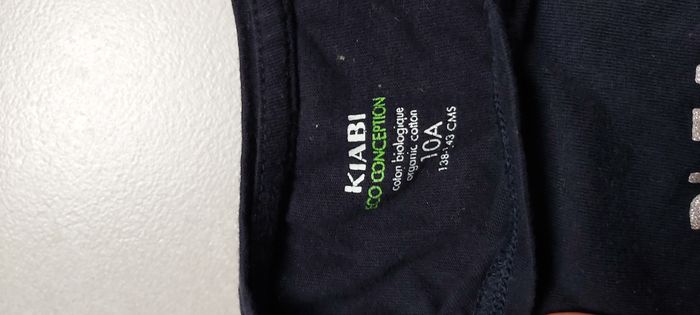 KIABI
ECO CONCEPTION
coton biologique
organic cotton
10A
138-143 CMS